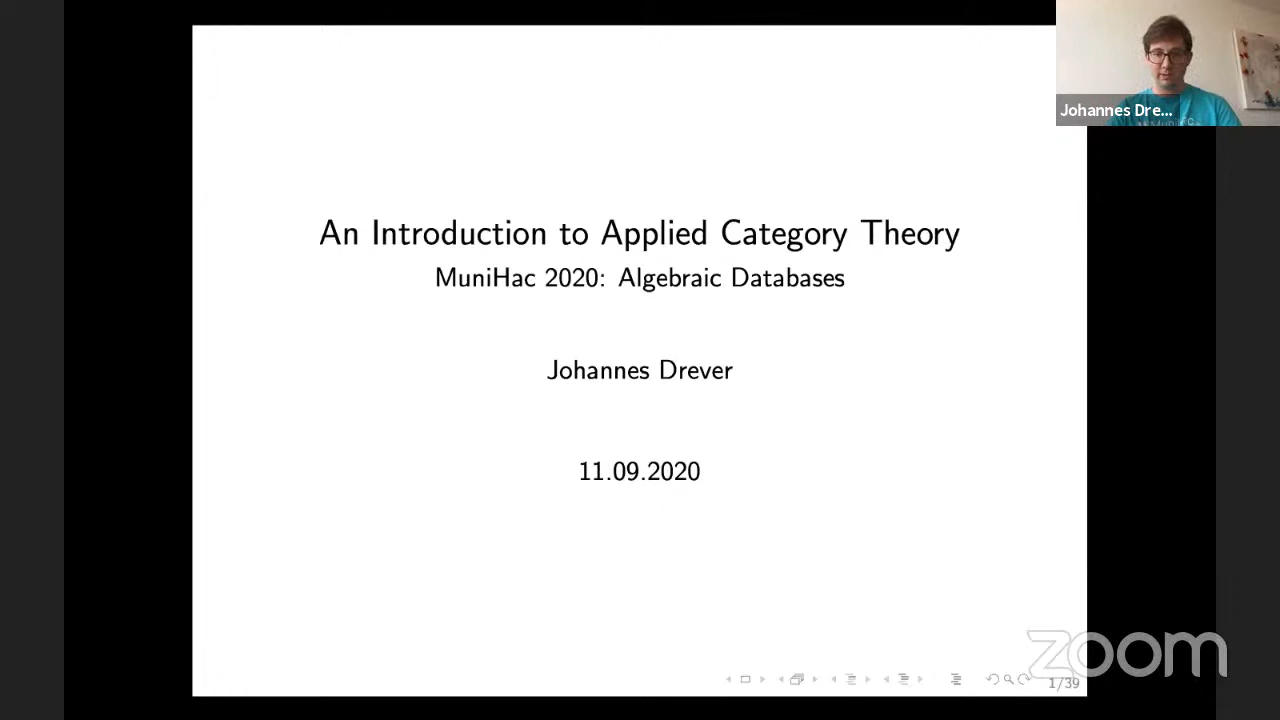 An Introduction to Applied Category Theory
MuniHac 2020: Algebraic Databases
Johannes Drever
11.09.2020
Johannes Dre...
zoom
1/39